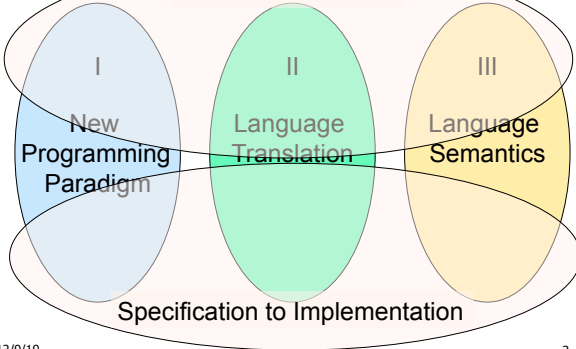 I
II
III
New
Programming
Paradigm
Language
Translation
Language
Semantics
Specification to Implementation